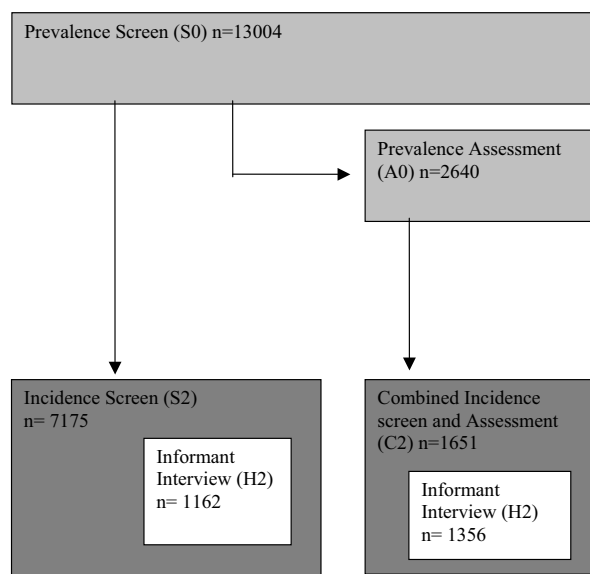 Prevalence Screen (S0) n=13004
Prevalence Assessment
(A0) n=2640
Incidence Screen (S2)
n= 7175
Informant
Interview (H2)
n= 1162
Combined Incidence
screen and Assessment
(C2) n=1651
Informant
Interview (H2)
n= 1356